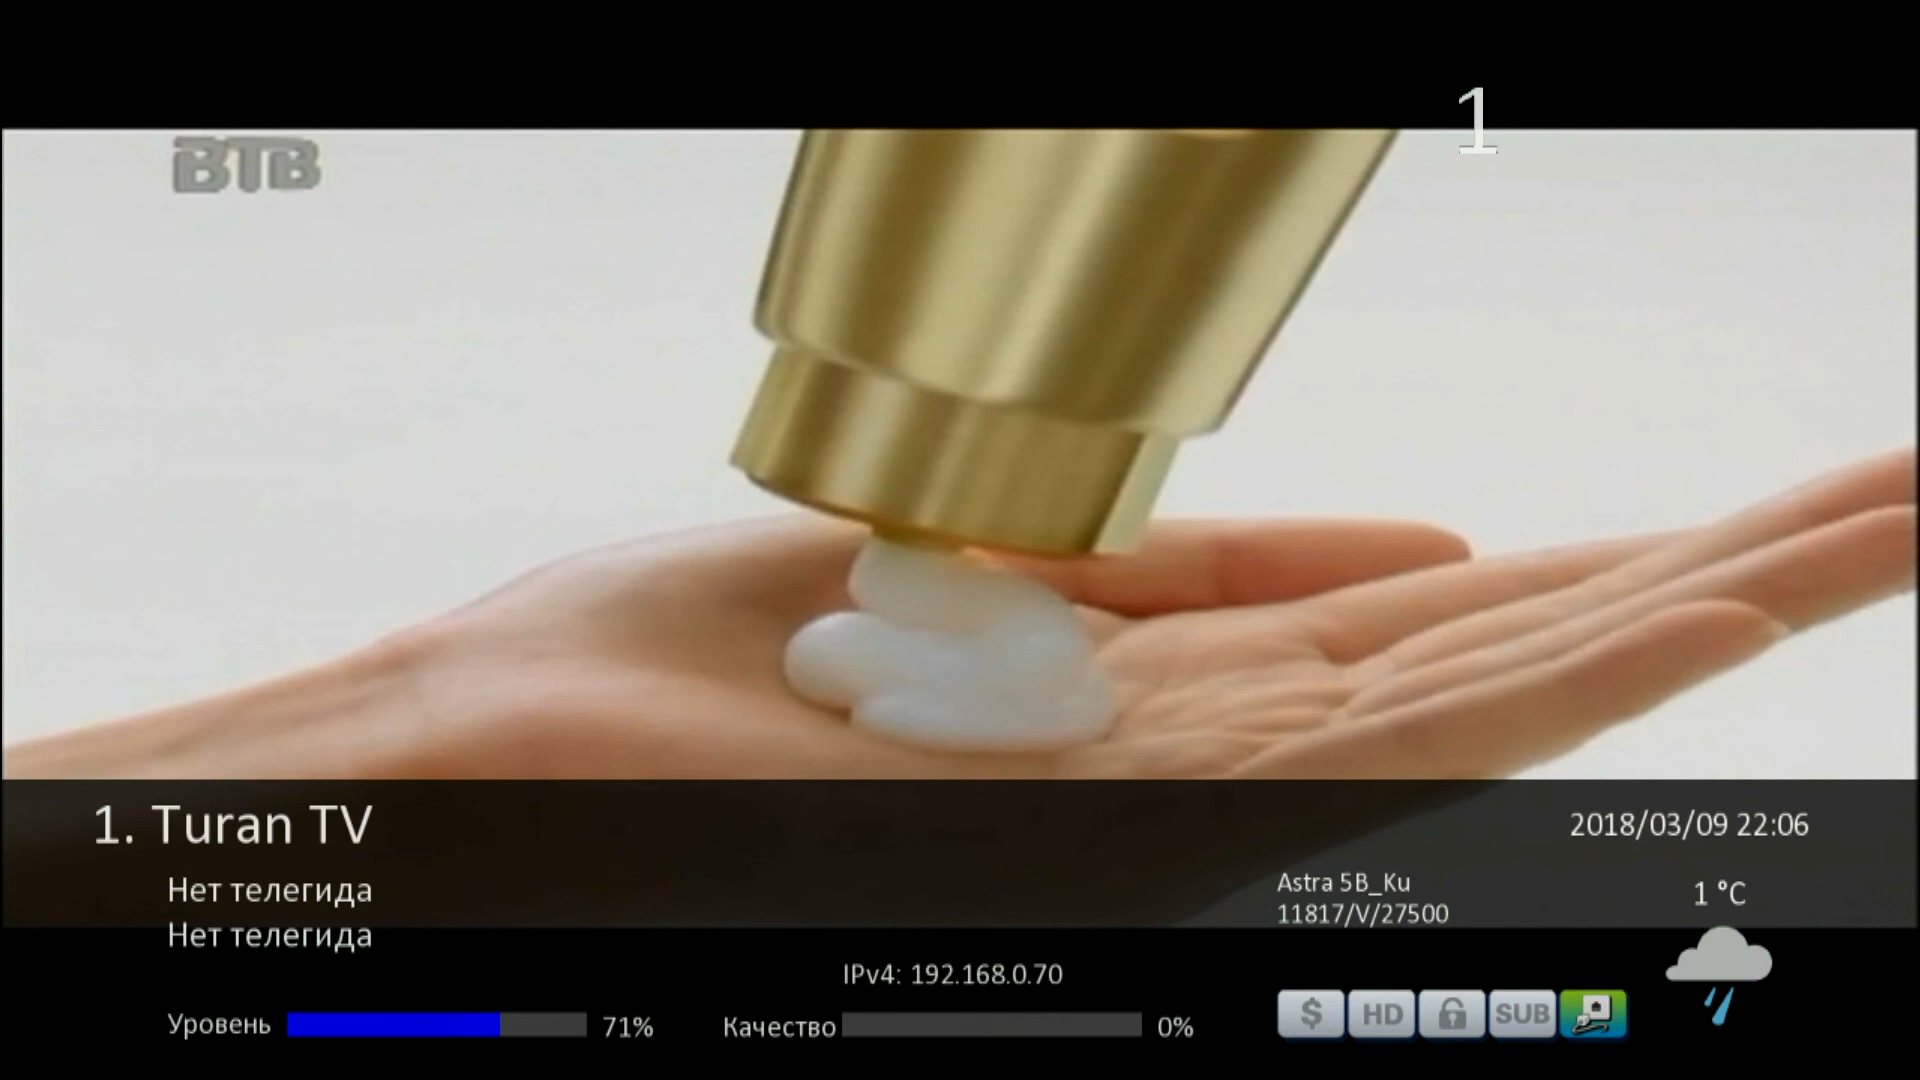 1
BTB
1. Turan TV
2018/03/09 22:06
Нет телегида
Astra 5B_Ku
1 °C
11817/V/27500
Нет телегида
IPv4: 192.168.0.70
Уровень 71% Качество 0%
$ HD SUB